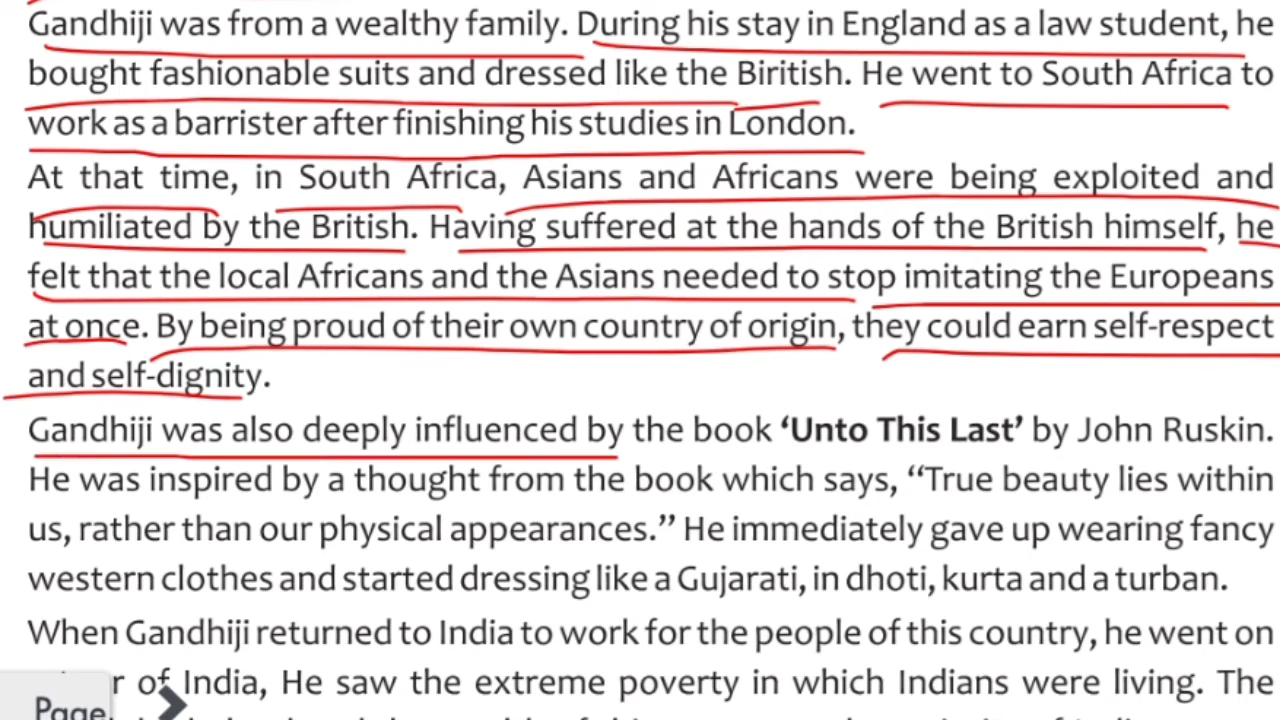 Gandhiji was from a wealthy family. During his stay in England as a law student, he
bought fashionable suits and dressed like the Biritish. He went to South Africa to
work as a barrister after finishing his studies in London.
At that time, in South Africa, Asians and Africans were being exploited and
humiliated by the British. Having suffered at the hands of the British himself, he
felt that the local Africans and the Asians needed to stop imitating the Europeans
at once. By being proud of their own country of origin, they could earn self-respect
and self-dignity.
Gandhiji was also deeply influenced by the book ‘Unto This Last’ by John Ruskin.
He was inspired by a thought from the book which says, “True beauty lies within
us, rather than our physical appearances.” He immediately gave up wearing fancy
western clothes and started dressing like a Gujarati, in dhoti, kurta and a turban.
When Gandhiji returned to India to work for the people of this country, he went on
of India, He saw the extreme poverty in which Indians were living. The
Page